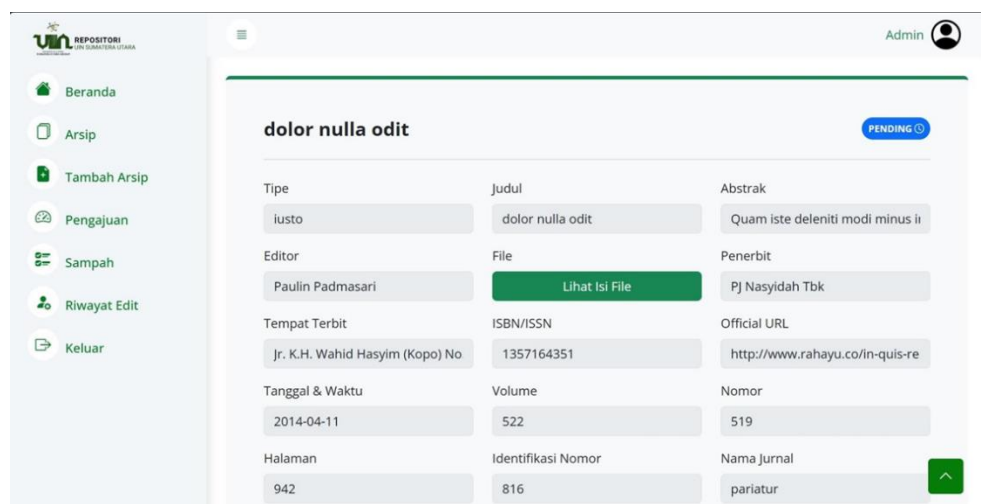 UIN REPOSITORI
UIN SUMATERA UTARA
Admin
Beranda
Arsip
Tambah Arsip
Pengajuan
Sampah
Riwayat Edit
Keluar
dolor nulla odit
PENDING
Tipe Judul Abstrak
iusto dolor nulla odit Quam iste deleniti modi minus
Editor File Penerbit
Paulin Padmasari Lihat Isi File PJ Nasyidah Tbk
Tempat Terbit ISBN/ISSN Official URL
Jr. K.H. Wahid Hasyim (Kopo) No 1357164351 http://www.rahayu.co/in-quis-re
Tanggal & Waktu Volume Nomor
2014-04-11 522 519
Halaman Identifikasi Nomor Nama Jurnal
942 816 pariatur